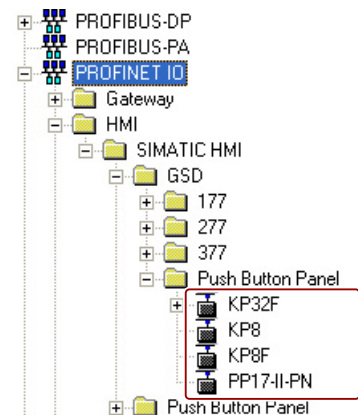 PROFIBUS-DP
PROFIBUS-PA
PROFINET IO
Gateway
HMI
SIMATIC HMI
GSD
177
277
377
Push Button Panel
KP32F
KP8
KP8F
PP17-II-PN
Push Button Panel